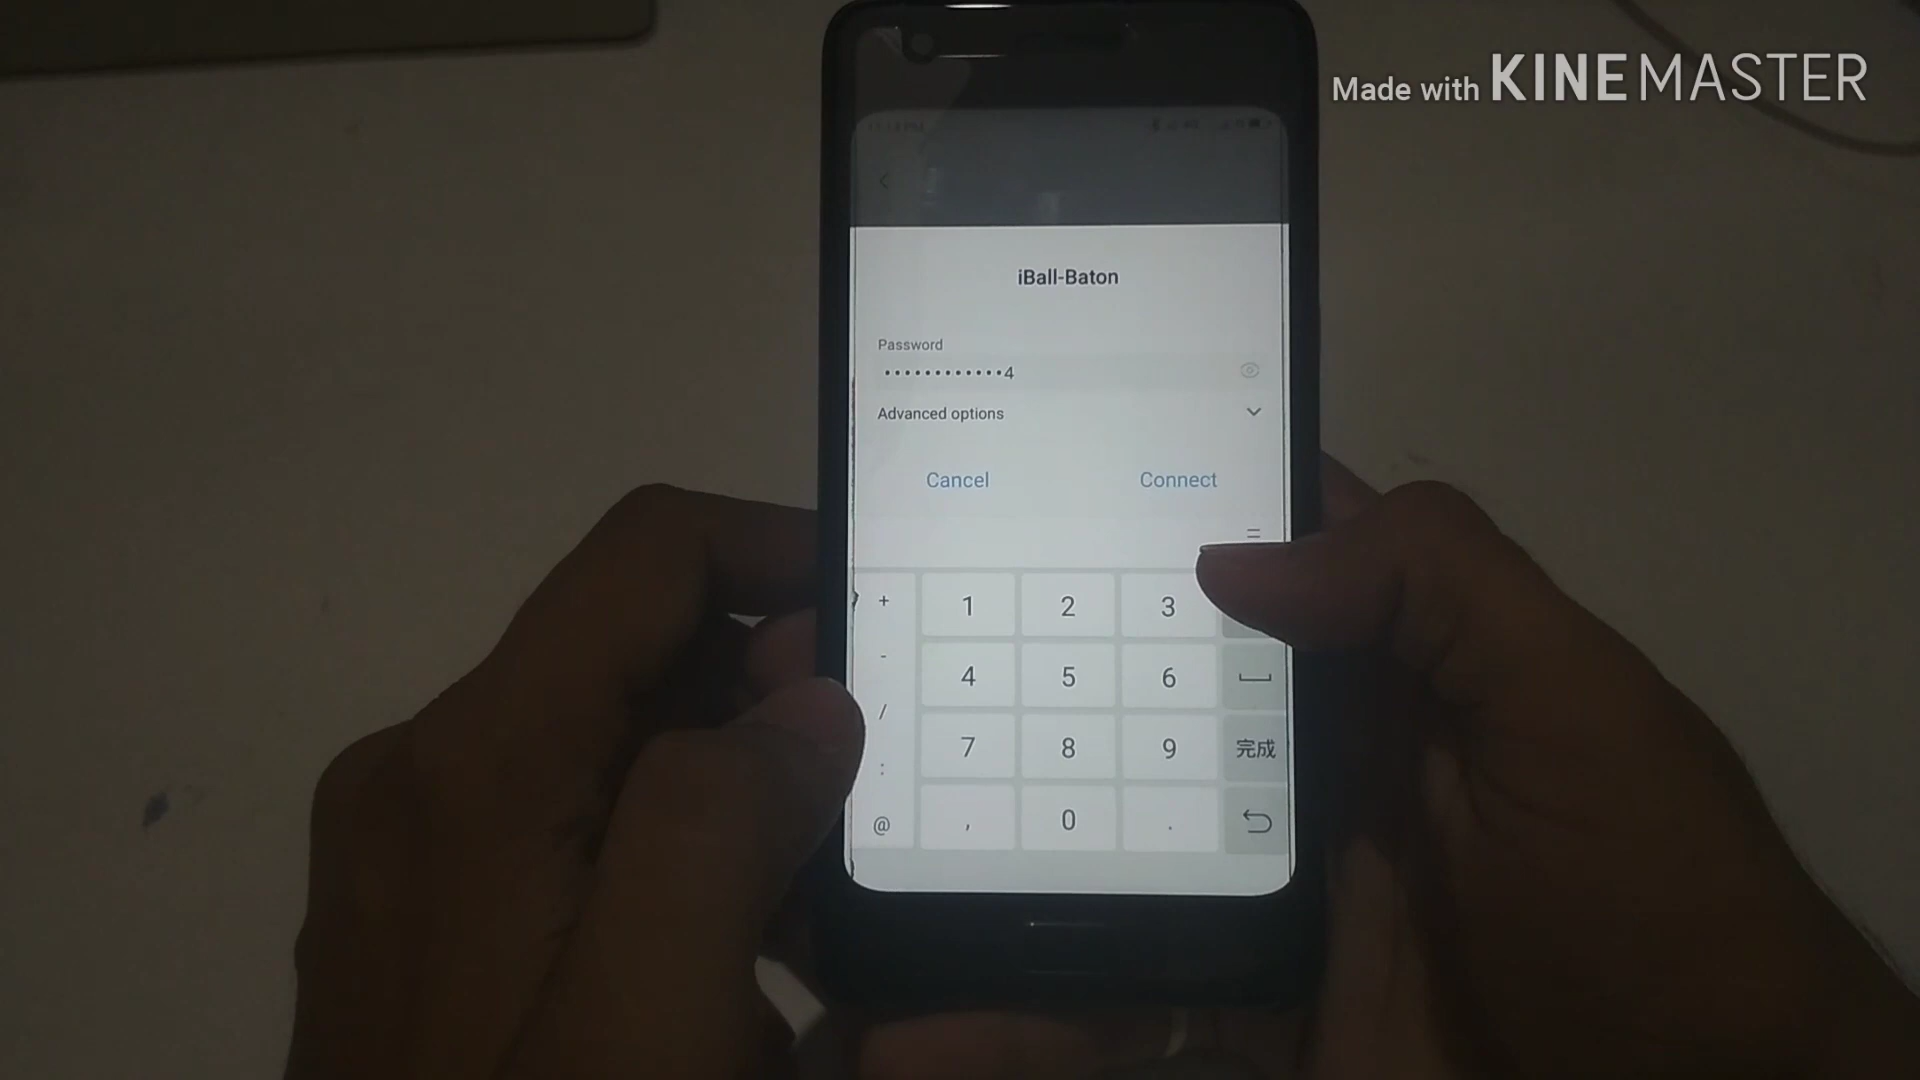 Made with KINEMASTER
iBall-Baton
Password
••••••••••••4
Advanced options
Cancel Connect
+ 1 2 3
- 4 5 6
/ 7 8 9 完成
:
@ , 0 .